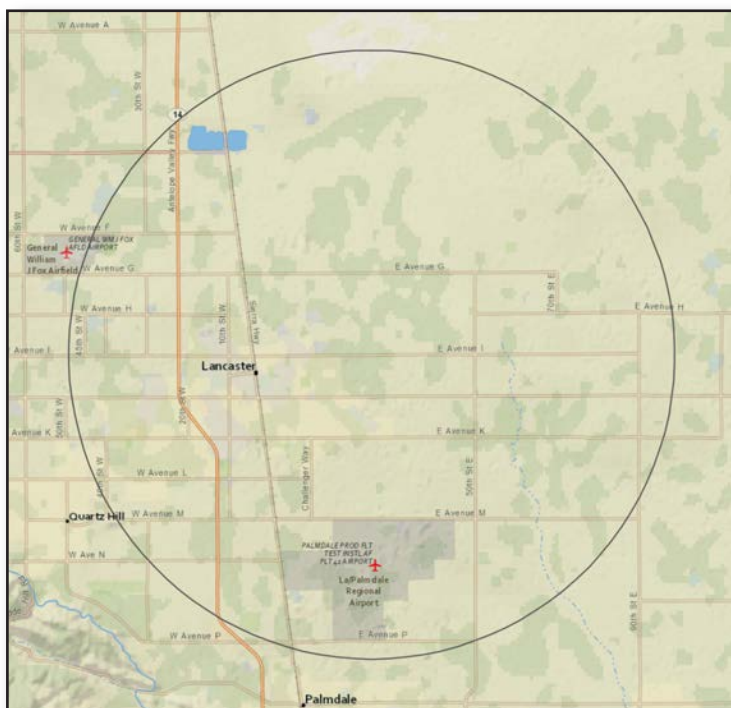 W Avenue A
30th St W
14
Antelope Valley Fwy
60th St W
W Avenue F
GENERAL WM J FOX
AFLD AIRPORT
General
William
J Fox Airfield
W Avenue G
E Avenue G
70th St E
W Avenue H
E Avenue H
45th St W
10th St W
Sierra Hwy
E Avenue I
Lancaster
20th St W
50th St W
Avenue K
E Avenue K
W Avenue L
Challenger Way
50th St E
Quartz Hill
W Avenue M
E Avenue M
PALMDALE PROD FLT
TEST INSTL AF
PLT 42 AIRPORT
W Ave N
La/Palmdale
Regional
Airport
W Avenue P
E Avenue P
90th St E
Palmdale